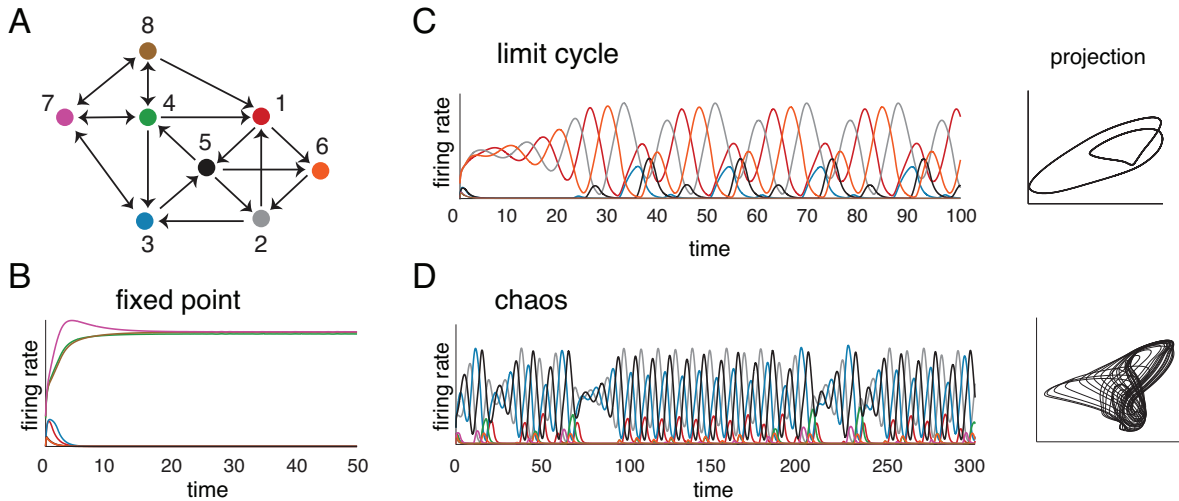 A
8
7
4
1
5
6
3
2
B
fixed point
firing rate
0
10
20
30
40
50
time
C
limit cycle
firing rate
0
10
20
30
40
50
60
70
80
90
100
time
projection
D
chaos
firing rate
0
50
100
150
200
250
300
time